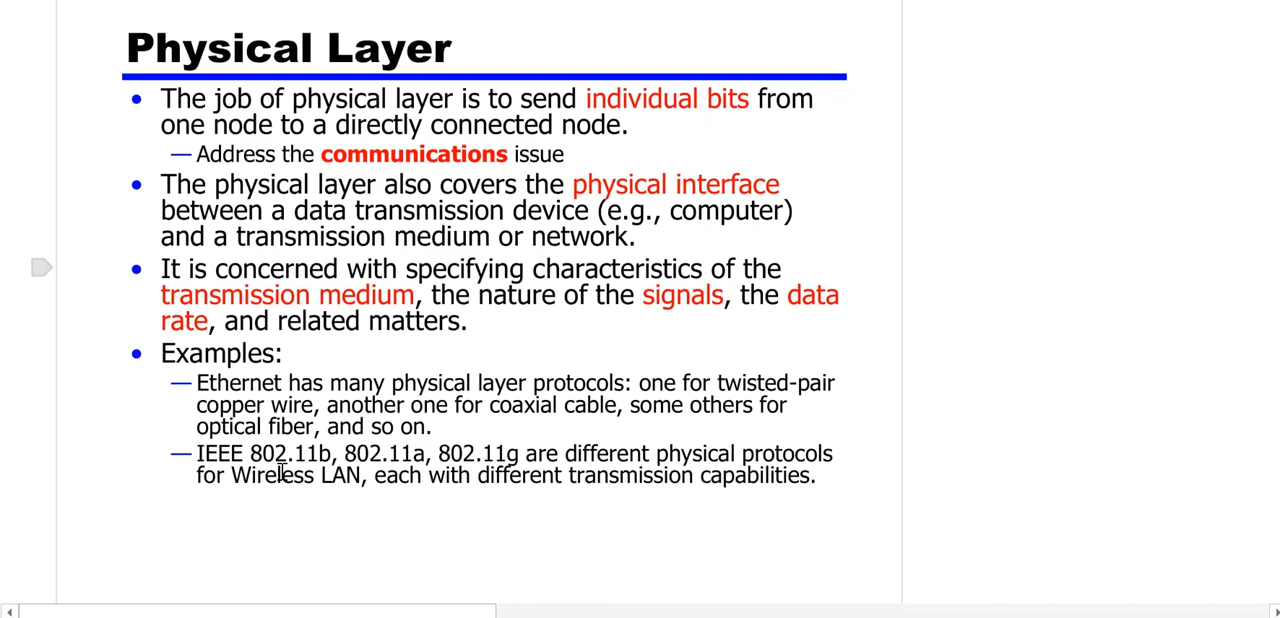 Physical Layer
• The job of physical layer is to send individual bits from
one node to a directly connected node.
— Address the communications issue
• The physical layer also covers the physical interface
between a data transmission device (e.g., computer)
and a transmission medium or network.
• It is concerned with specifying characteristics of the
transmission medium, the nature of the signals, the data
rate, and related matters.
• Examples:
— Ethernet has many physical layer protocols: one for twisted-pair
copper wire, another one for coaxial cable, some others for
optical fiber, and so on.
— IEEE 802.11b, 802.11a, 802.11g are different physical protocols
for Wireless LAN, each with different transmission capabilities.